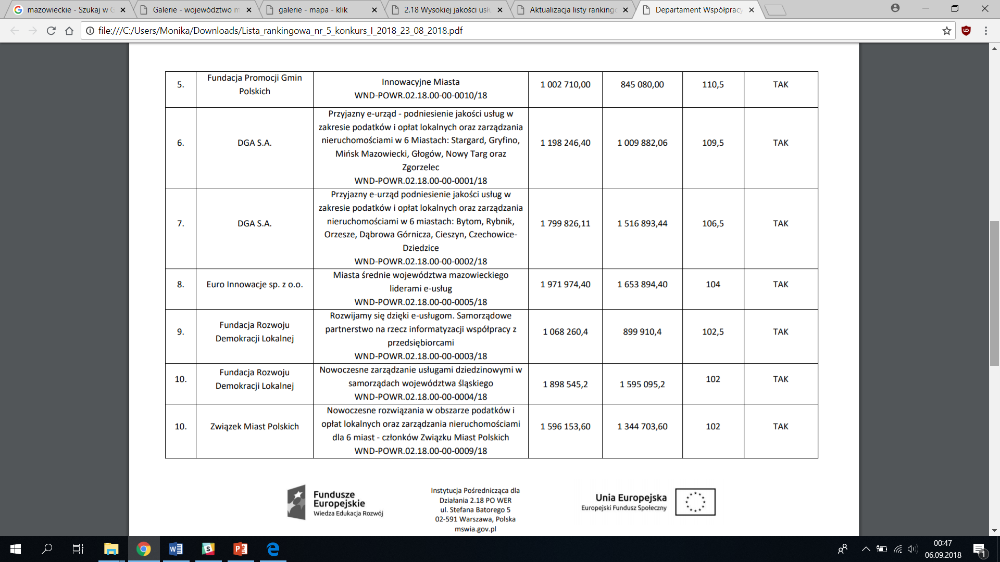 mazowieckie - Szukaj w G
Galerie - województwo m
galerie - mapa - klik
2.18 Wysokiej jakości usłu
Aktualizacja listy rankingo
Departament Współpracy
file:///C:/Users/Monika/Downloads/Lista_rankingowa_nr_5_konkurs_I_2018_23_08_2018.pdf
5.
Fundacja Promocji Gmin
Polskich
Innowacyjne Miasta
WND-POWR.02.18.00-00-0010/18
1 002 710,00
845 080,00
110,5
TAK
6.
DGA S.A.
Przyjazny e-urząd - podniesienie jakości usług w
zakresie podatków i opłat lokalnych oraz zarządzania
nieruchomościami w 6 Miastach: Stargard, Gryfino,
Mińsk Mazowiecki, Głogów, Nowy Targ oraz
Zgorzelec
WND-POWR.02.18.00-00-0001/18
1 198 246,40
1 009 882,06
109,5
TAK
7.
DGA S.A.
Przyjazny e-urząd podniesienie jakości usług w
zakresie podatków i opłat lokalnych oraz zarządzania
nieruchomościami w 6 miastach: Bytom, Rybnik,
Orzesze, Dąbrowa Górnicza, Cieszyn, Czechowice-
Dziedzice
WND-POWR.02.18.00-00-0002/18
1 799 826,11
1 516 893,44
106,5
TAK
8.
Euro Innowacje sp. z o.o.
Miasta średnie województwa mazowieckiego
liderami e-usług
WND-POWR.02.18.00-00-0005/18
1 971 974,40
1 653 894,40
104
TAK
9.
Fundacja Rozwoju
Demokracji Lokalnej
Rozwijamy się dzięki e-usługom. Samorządowe
partnerstwo na rzecz informatyzacji współpracy z
przedsiębiorcami
WND-POWR.02.18.00-00-0003/18
1 068 260,4
899 910,4
102,5
TAK
10.
Fundacja Rozwoju
Demokracji Lokalnej
Nowoczesne zarządzanie usługami dziedzinowymi w
samorządach województwa śląskiego
WND-POWR.02.18.00-00-0004/18
1 898 545,2
1 595 095,2
102
TAK
10.
Związek Miast Polskich
Nowoczesne rozwiązania w obszarze podatków i
opłat lokalnych oraz zarządzania nieruchomościami
dla 6 miast - członków Związku Miast Polskich
WND-POWR.02.18.00-00-0009/18
1 596 153,60
1 344 703,60
102
TAK
Fundusze
Europejskie
Wiedza Edukacja Rozwój
Instytucja Pośrednicząca dla
Działania 2.18 PO WER
ul. Stefana Batorego 5
02-591 Warszawa, Polska
mswia.gov.pl
Unia Europejska
Europejski Fundusz Społeczny
00:47
06.09.2018
1